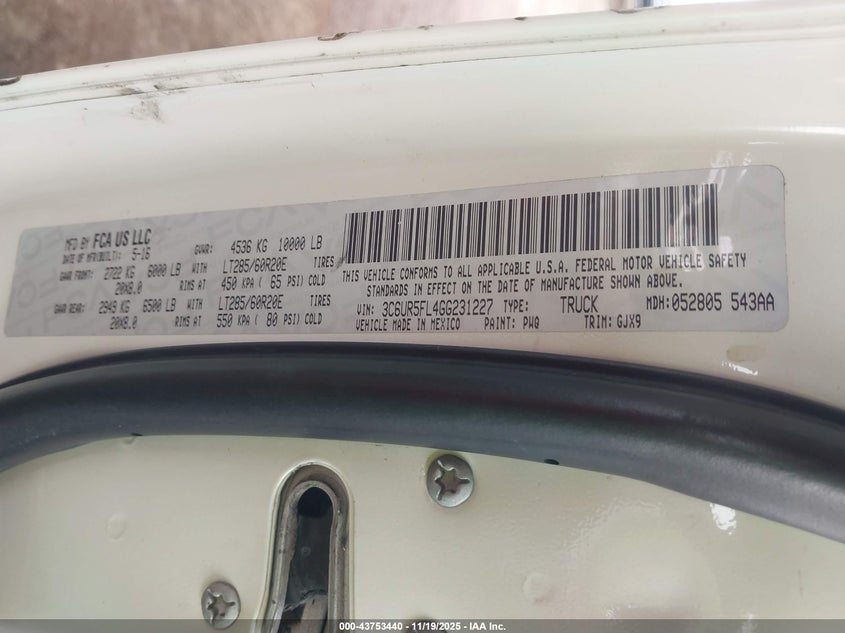 MFD BY FCA US LLC
DATE OF MFR(BUILT): 5-16
GVWR: 4536 KG 10000 LB
GAWR FRONT: 2722 KG 6000 LB WITH LT285/60R20E TIRES
20X8.0 RIMS AT 450 KPA ( 65 PSI) COLD
GAWR REAR: 2949 KG 6500 LB WITH LT285/60R20E TIRES
20X8.0 RIMS AT 550 KPA ( 80 PSI) COLD
THIS VEHICLE CONFORMS TO ALL APPLICABLE U.S.A. FEDERAL MOTOR VEHICLE SAFETY
STANDARDS IN EFFECT ON THE DATE OF MANUFACTURE SHOWN ABOVE.
VIN: 3C6UR5FL4GG231227 TYPE: TRUCK MDH: 052805 543AA
VEHICLE MADE IN MEXICO PAINT: PWQ TRIM: GJX9
000-43753440 - 11/19/2025 - IAA Inc.